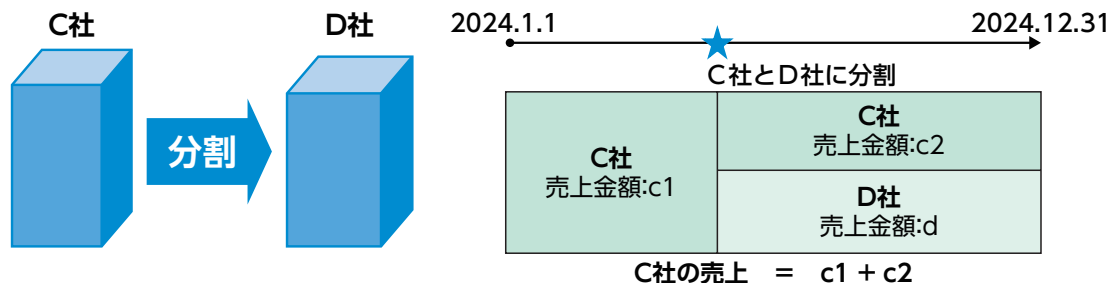 C社
D社
分割
2024.1.1
2024.12.31
C社とD社に分割
C社
売上金額:c1
C社
売上金額:c2
D社
売上金額:d
C社の売上 = c1 + c2